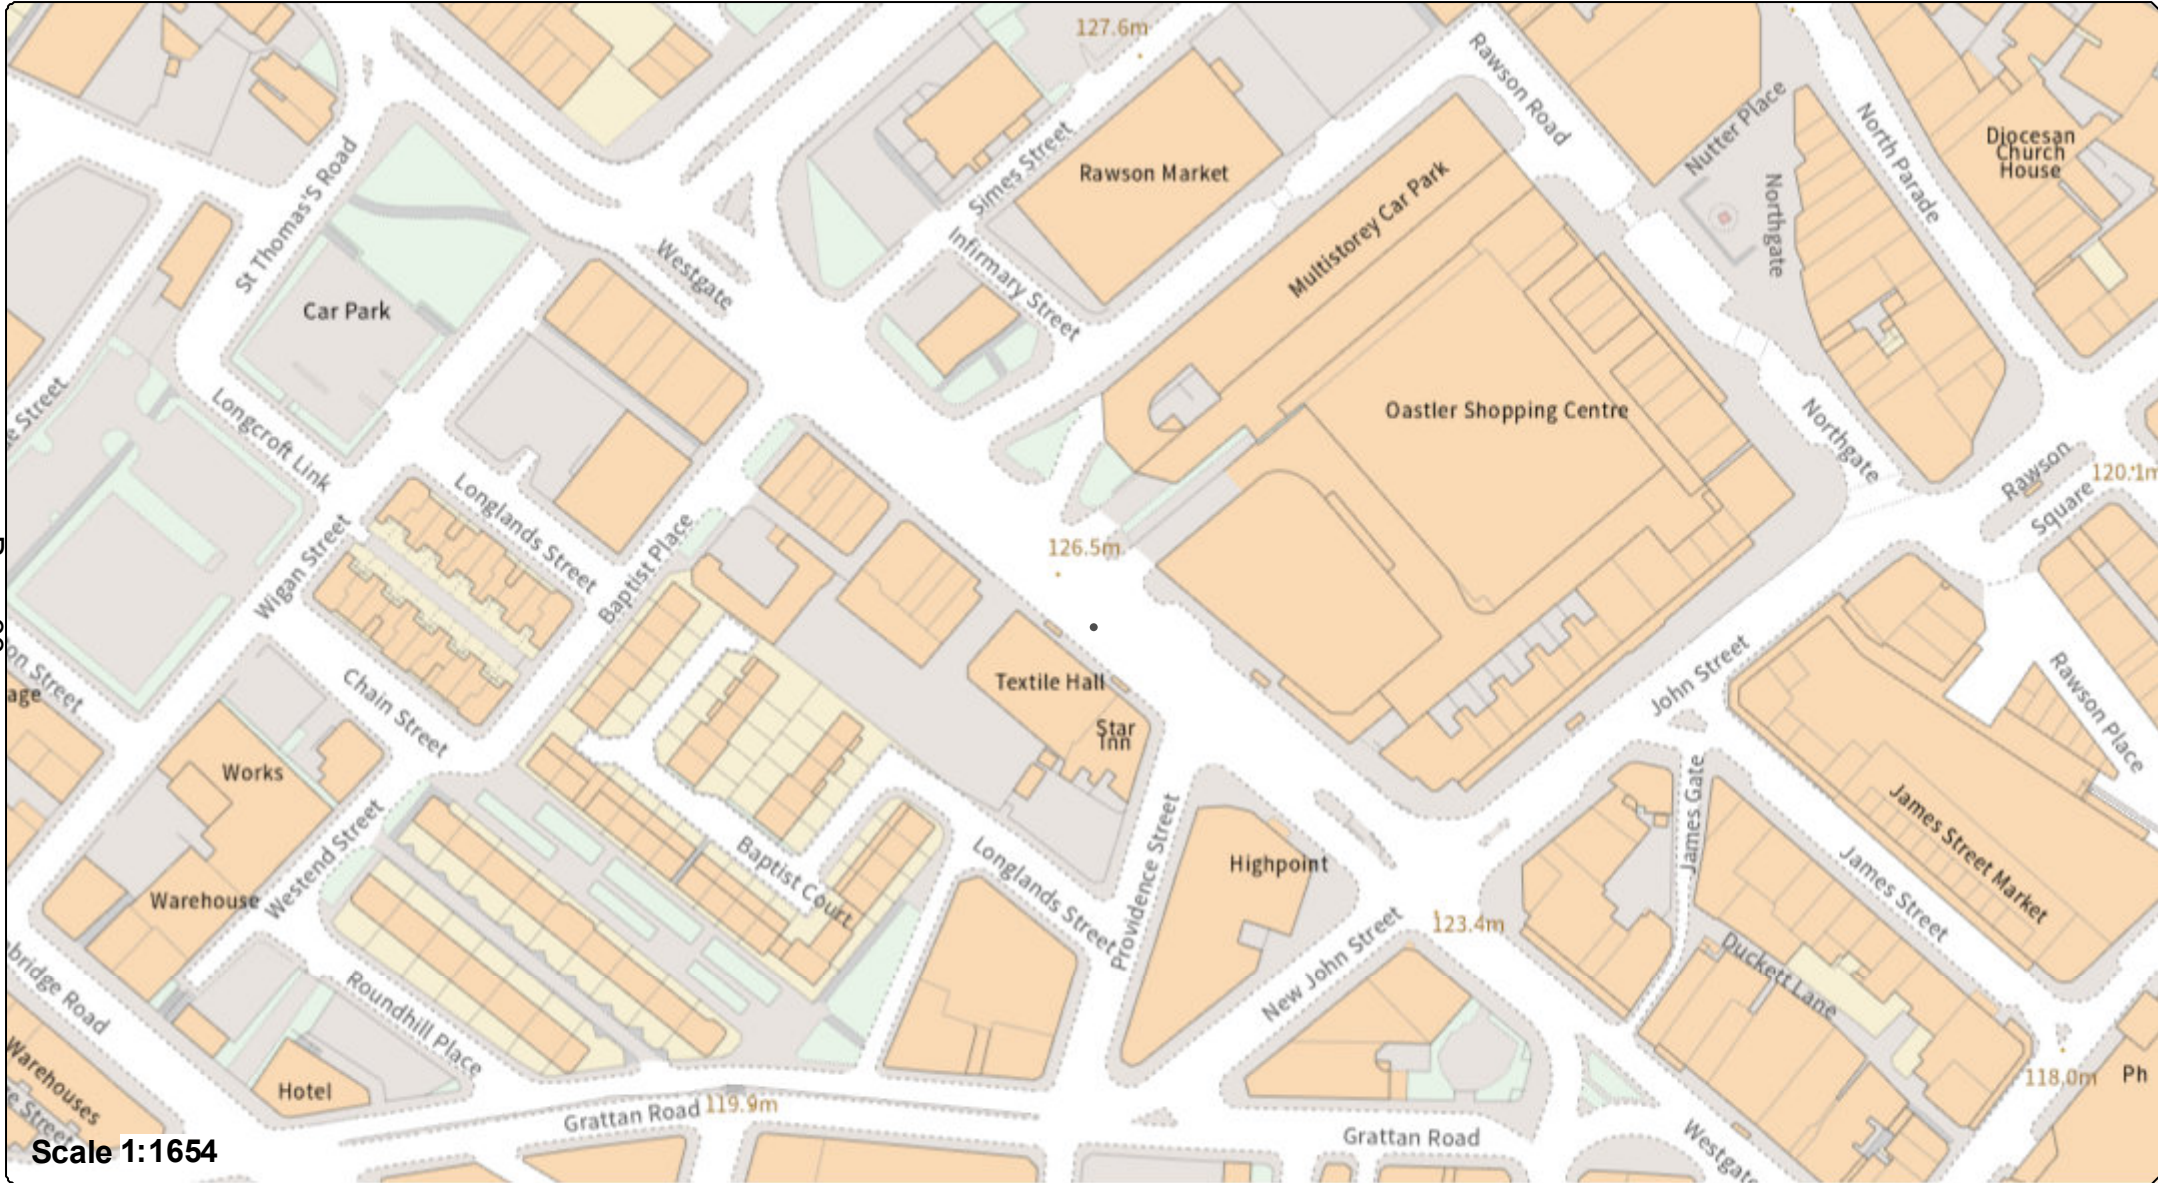 127.6m
Rawson Road
Nutter Place
North Parade
Diocesan
Church
House
St Thomas'S Road
Simes Street
Rawson Market
Multistorey Car Park
Northgate
Westgate
Infirmary Street
Car Park
Longcroft Link
Oastler Shopping Centre
Northgate
Rawson
Square
120.1m
Longlands Street
Wigan Street
Baptist Place
126.5m
Textile Hall
Star
Inn
John Street
Rawson Place
age
Chain Street
Works
James Gate
James Street Market
James Street
Warehouse
Westend Street
Baptist Court
Longlands Street
Providence Street
Highpoint
New John Street
123.4m
Duckett Lane
Roundhill Place
bridge Road
Warehouses
Hotel
Grattan Road
119.9m
Grattan Road
Westgate
118.0m
Ph
Scale 1:1654